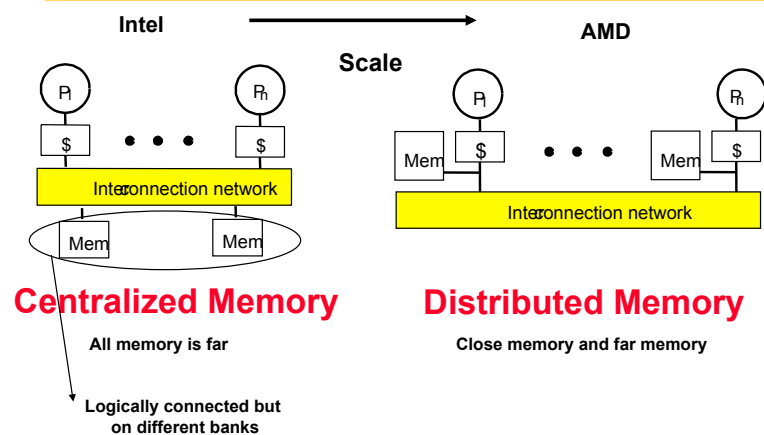 Intel
AMD
Scale
P1
Pn
P1
Pn
$
$
Mem
$
Mem
$
Interconnection network
Interconnection network
Mem
Mem
Centralized Memory
Distributed Memory
All memory is far
Close memory and far memory
Logically connected but
on different banks